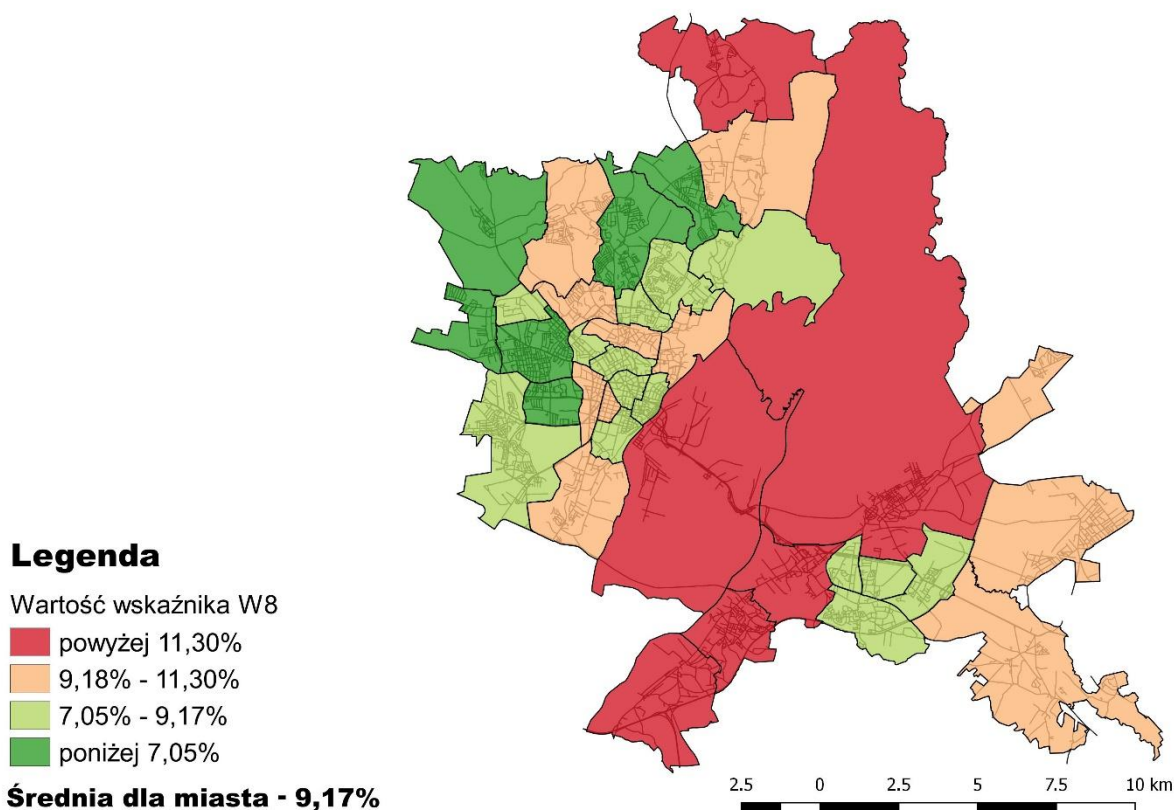 Legenda
Wartość wskaźnika W8
powyżej 11,30%
9,18% - 11,30%
7,05% - 9,17%
poniżej 7,05%
Średnia dla miasta - 9,17%
2.5 0 2.5 5 7.5 10 km